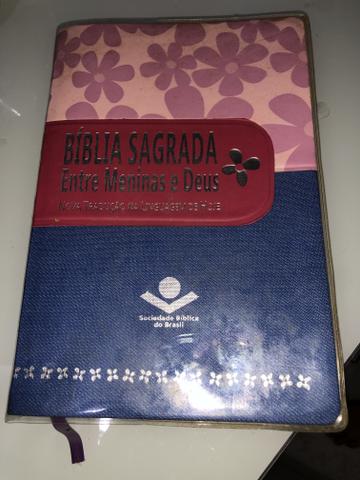 BÍBLIA SAGRADA
Entre Meninas e Deus
NOVA TRADUÇÃO NA LINGUAGEM DE HOJE
Sociedade Bíblica
do Brasil